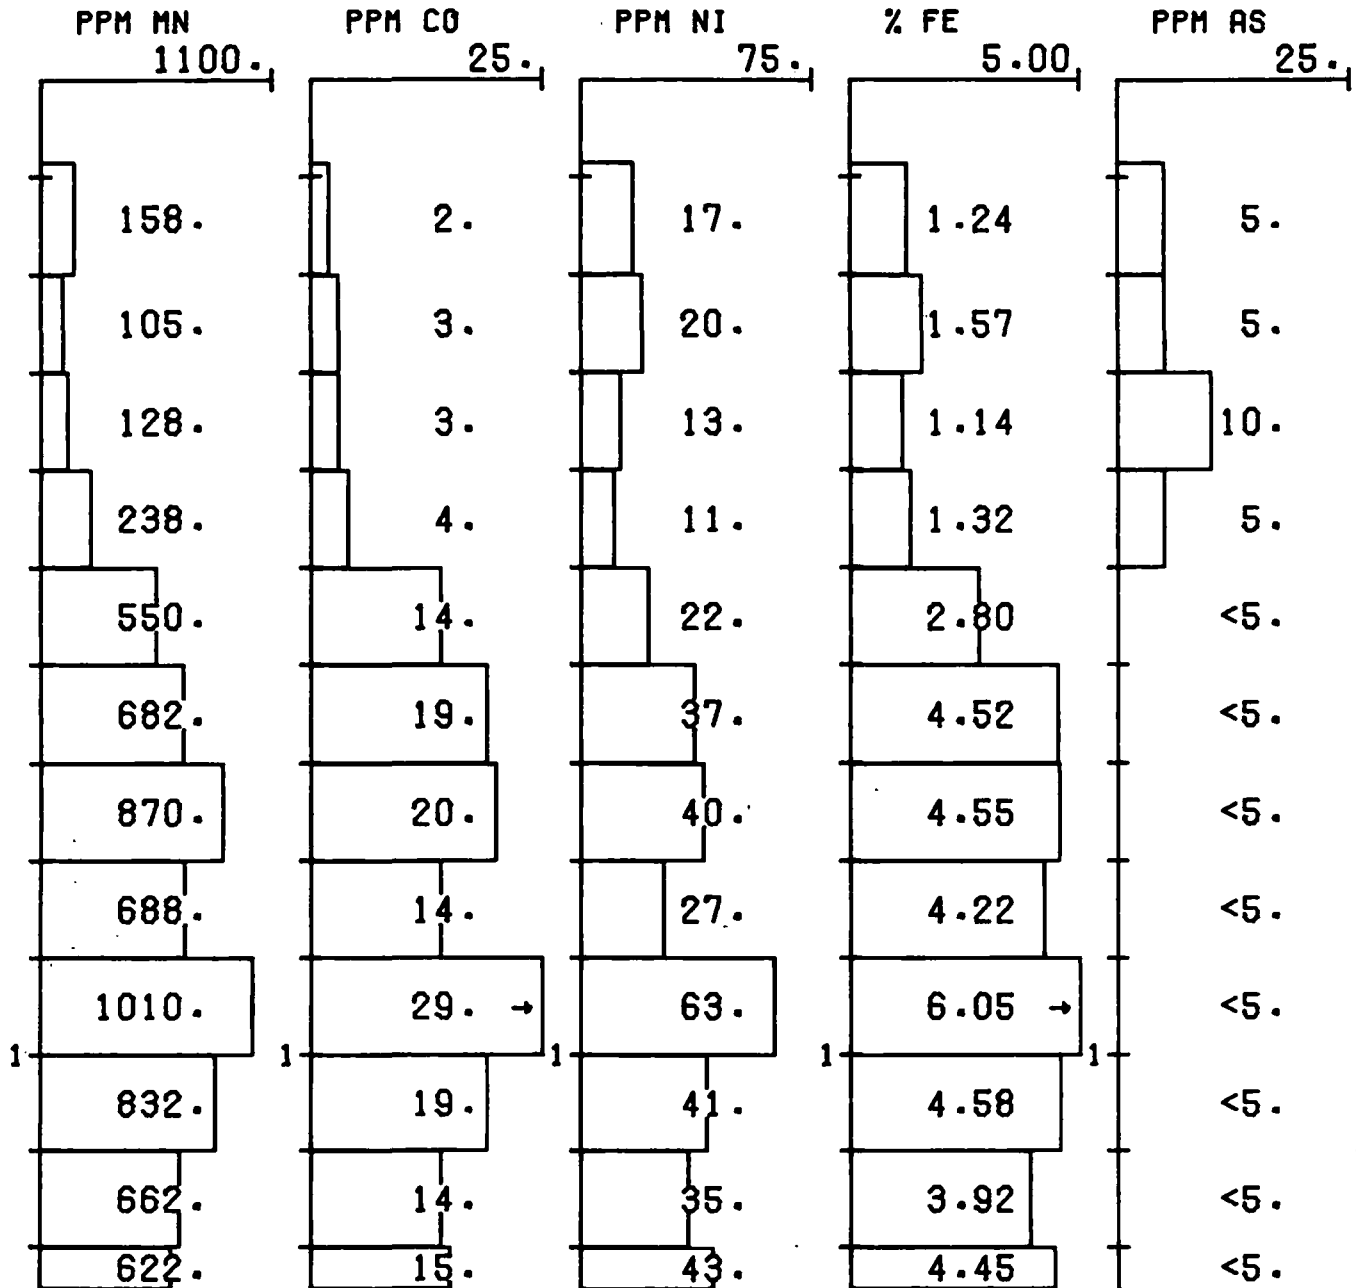 PPM MN PPM CO PPM NI % FE PPM AS
1100. 25. 75. 5.00 25.
158. 2. 17. 1.24 5.
105. 3. 20. 1.57 5.
128. 3. 13. 1.14 10.
238. 4. 11. 1.32 5.
550. 14. 22. 2.80 <5.
682. 19. 37. 4.52 <5.
870. 20. 40. 4.55 <5.
688. 14. 27. 4.22 <5.
1010. 29. → 63. 6.05 → <5.
1 1 1 1 1
832. 19. 41. 4.58 <5.
662. 14. 35. 3.92 <5.
622. 15. 43. 4.45 <5.